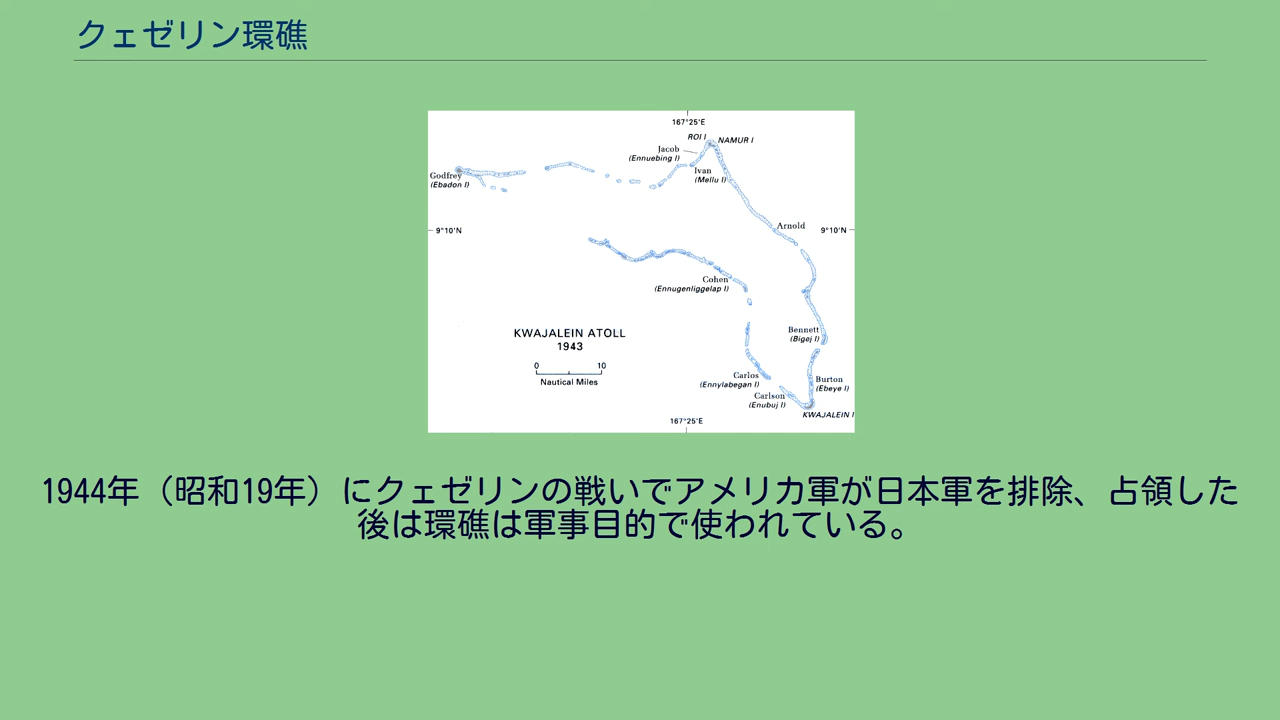 クェゼリン環礁
167°25'E
ROI I
NAMUR I
Jacob
(Ennuebing I)
Ivan
(Mellu I)
Godfrey
(Ebadon I)
Arnold
9°10'N
9°10'N
Cohen
(Ennugenliggelap I)
KWAJALEIN ATOLL
1943
0 10
Nautical Miles
Bennett
(Bigej I)
Carlos
(Ennylabegan I)
Burton
(Ebeye I)
Carlson
(Enubuj I)
KWAJALEIN I
167°25'E
1944年（昭和19年）にクェゼリンの戦いでアメリカ軍が日本軍を排除、占領した
後は環礁は軍事目的で使われている。